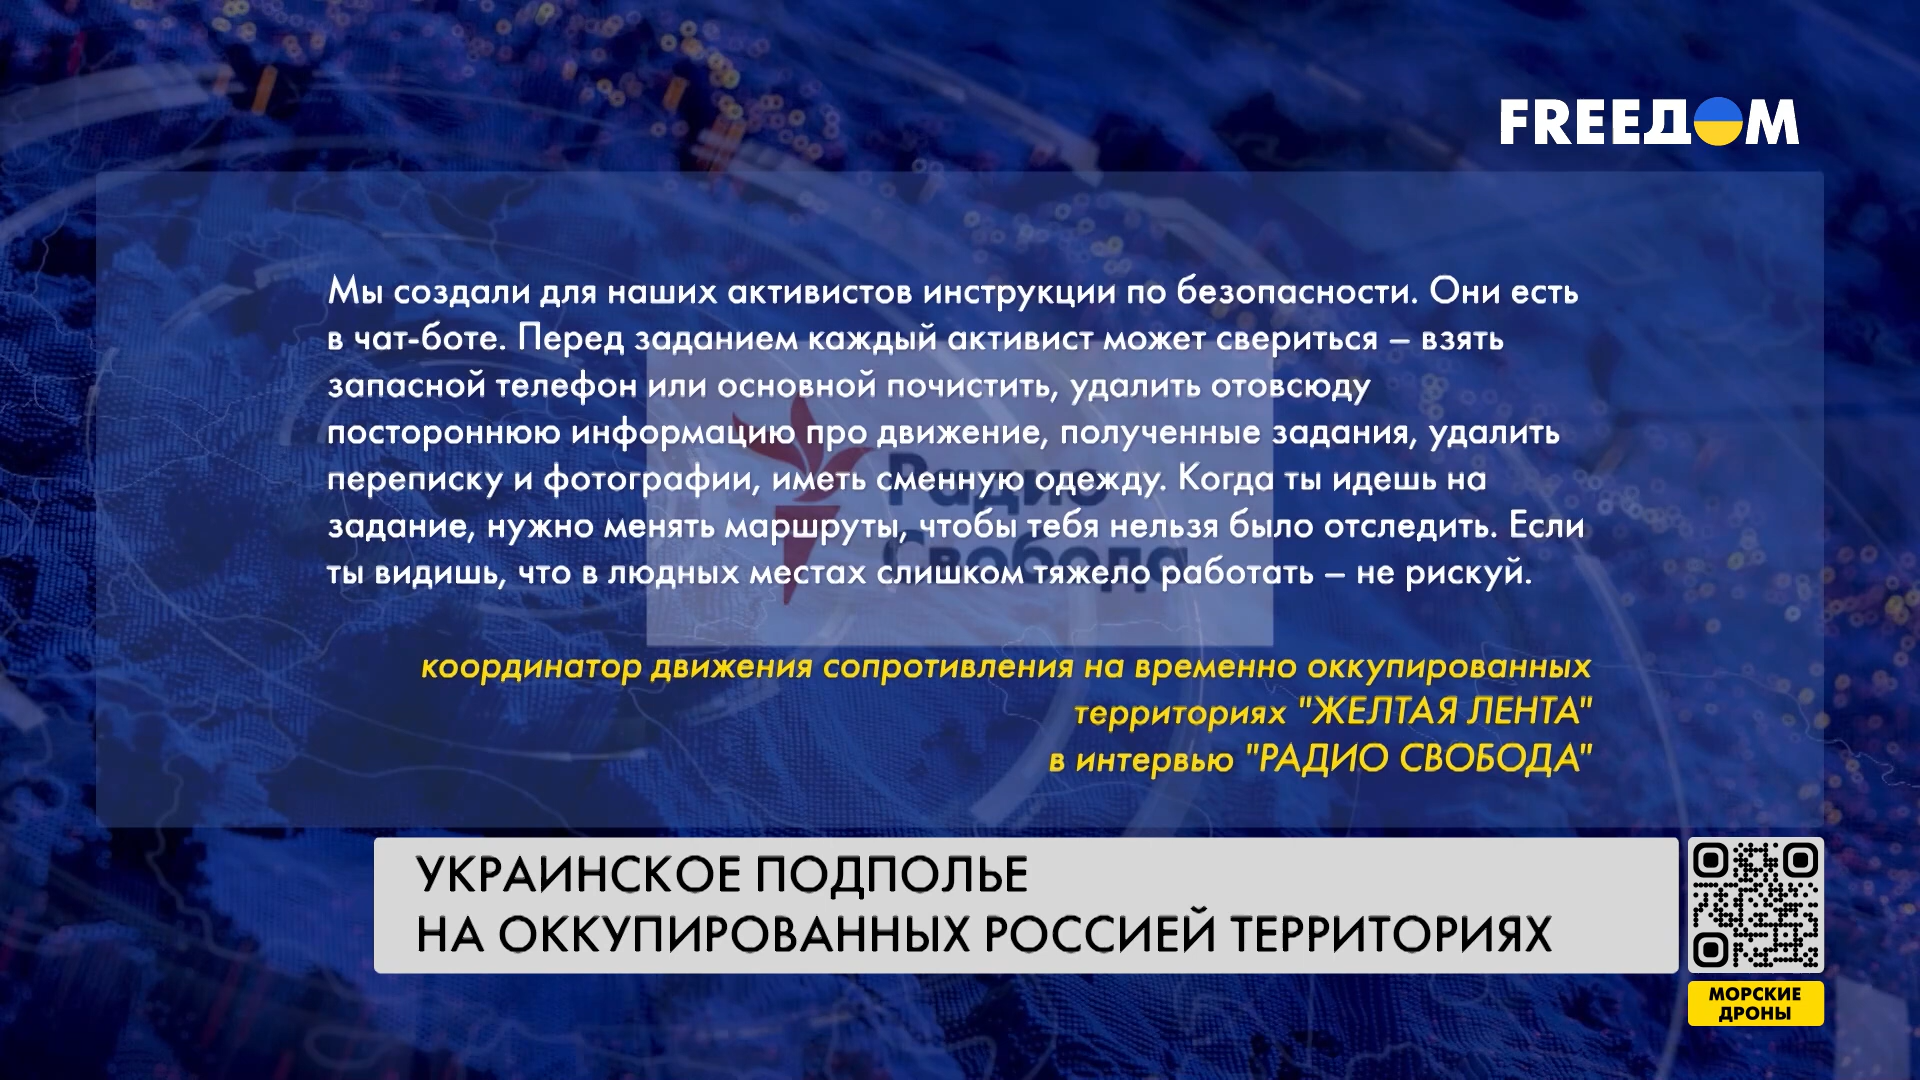 FREEДOM
Мы создали для наших активистов инструкции по безопасности. Они есть
в чат-боте. Перед заданием каждый активист может свериться – взять
запасной телефон или основной почистить, удалить отовсюду
постороннюю информацию про движение, полученные задания, удалить
переписку и фотографии, иметь сменную одежду. Когда ты идешь на
задание, нужно менять маршруты, чтобы тебя нельзя было отследить. Если
ты видишь, что в людных местах слишком тяжело работать – не рискуй.
Радио
Свобода
координатор движения сопротивления на временно оккупированных
территориях "ЖЕЛТАЯ ЛЕНТА"
в интервью "РАДИО СВОБОДА"
УКРАИНСКОЕ ПОДПОЛЬЕ
НА ОККУПИРОВАННЫХ РОССИЕЙ ТЕРРИТОРИЯХ
МОРСКИЕ
ДРОНЫ